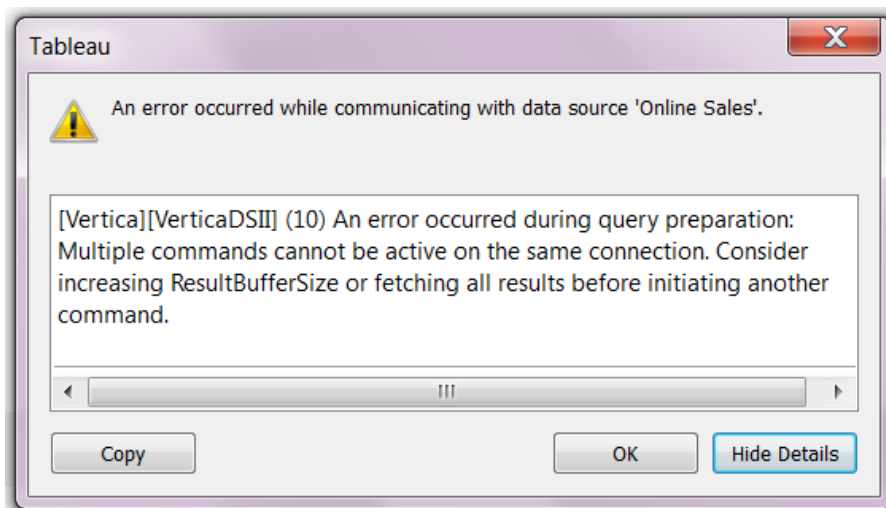 Tableau
An error occurred while communicating with data source 'Online Sales'.
[Vertica][VerticaDSII] (10) An error occurred during query preparation:
Multiple commands cannot be active on the same connection. Consider
increasing ResultBufferSize or fetching all results before initiating another
command.
Copy
OK
Hide Details